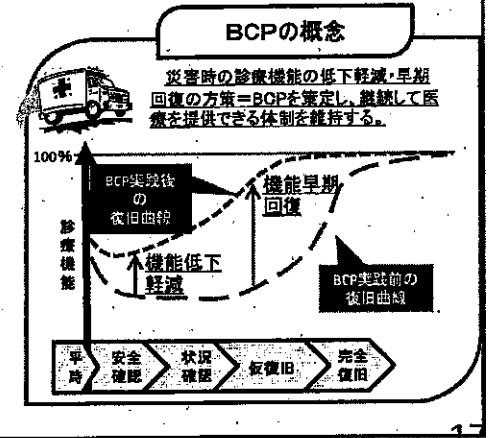 BCPの概念
災害時の診療機能の低下軽減・早期
回復の方策＝BCPを策定し、継続して医
療を提供できる体制を維持する。
100%
BCP実践後
の
復旧曲線
機能早期
回復
診療機能
機能低下
軽減
BCP実践前の
復旧曲線
平時
安全
確認
状況
確認
仮復旧
完全
復旧
17